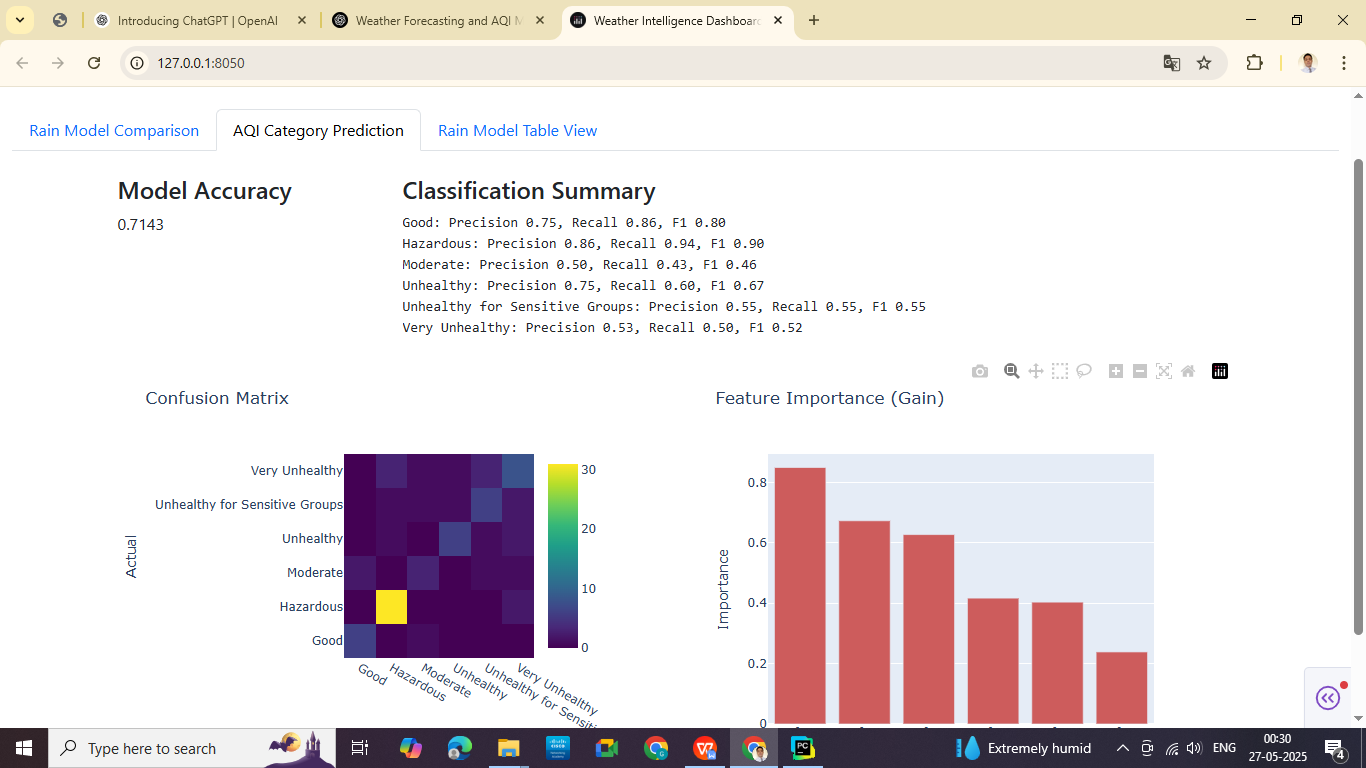 Introducing ChatGPT | OpenAI
Weather Forecasting and AQI M
Weather Intelligence Dashboard
127.0.0.1:8050
Rain Model Comparison
AQI Category Prediction
Rain Model Table View
Model Accuracy
0.7143
Classification Summary
Good: Precision 0.75, Recall 0.86, F1 0.80
Hazardous: Precision 0.86, Recall 0.94, F1 0.90
Moderate: Precision 0.50, Recall 0.43, F1 0.46
Unhealthy: Precision 0.75, Recall 0.60, F1 0.67
Unhealthy for Sensitive Groups: Precision 0.55, Recall 0.55, F1 0.55
Very Unhealthy: Precision 0.53, Recall 0.50, F1 0.52
Confusion Matrix
Actual
Very Unhealthy
Unhealthy for Sensitive Groups
Unhealthy
Moderate
Hazardous
Good
Good
Hazardous
Moderate
Unhealthy
Unhealthy for Sensiti
Very Unhealthy
30
20
10
0
Feature Importance (Gain)
Importance
0.8
0.6
0.4
0.2
0
Type here to search
Extremely humid
ENG
00:30
27-05-2025
4